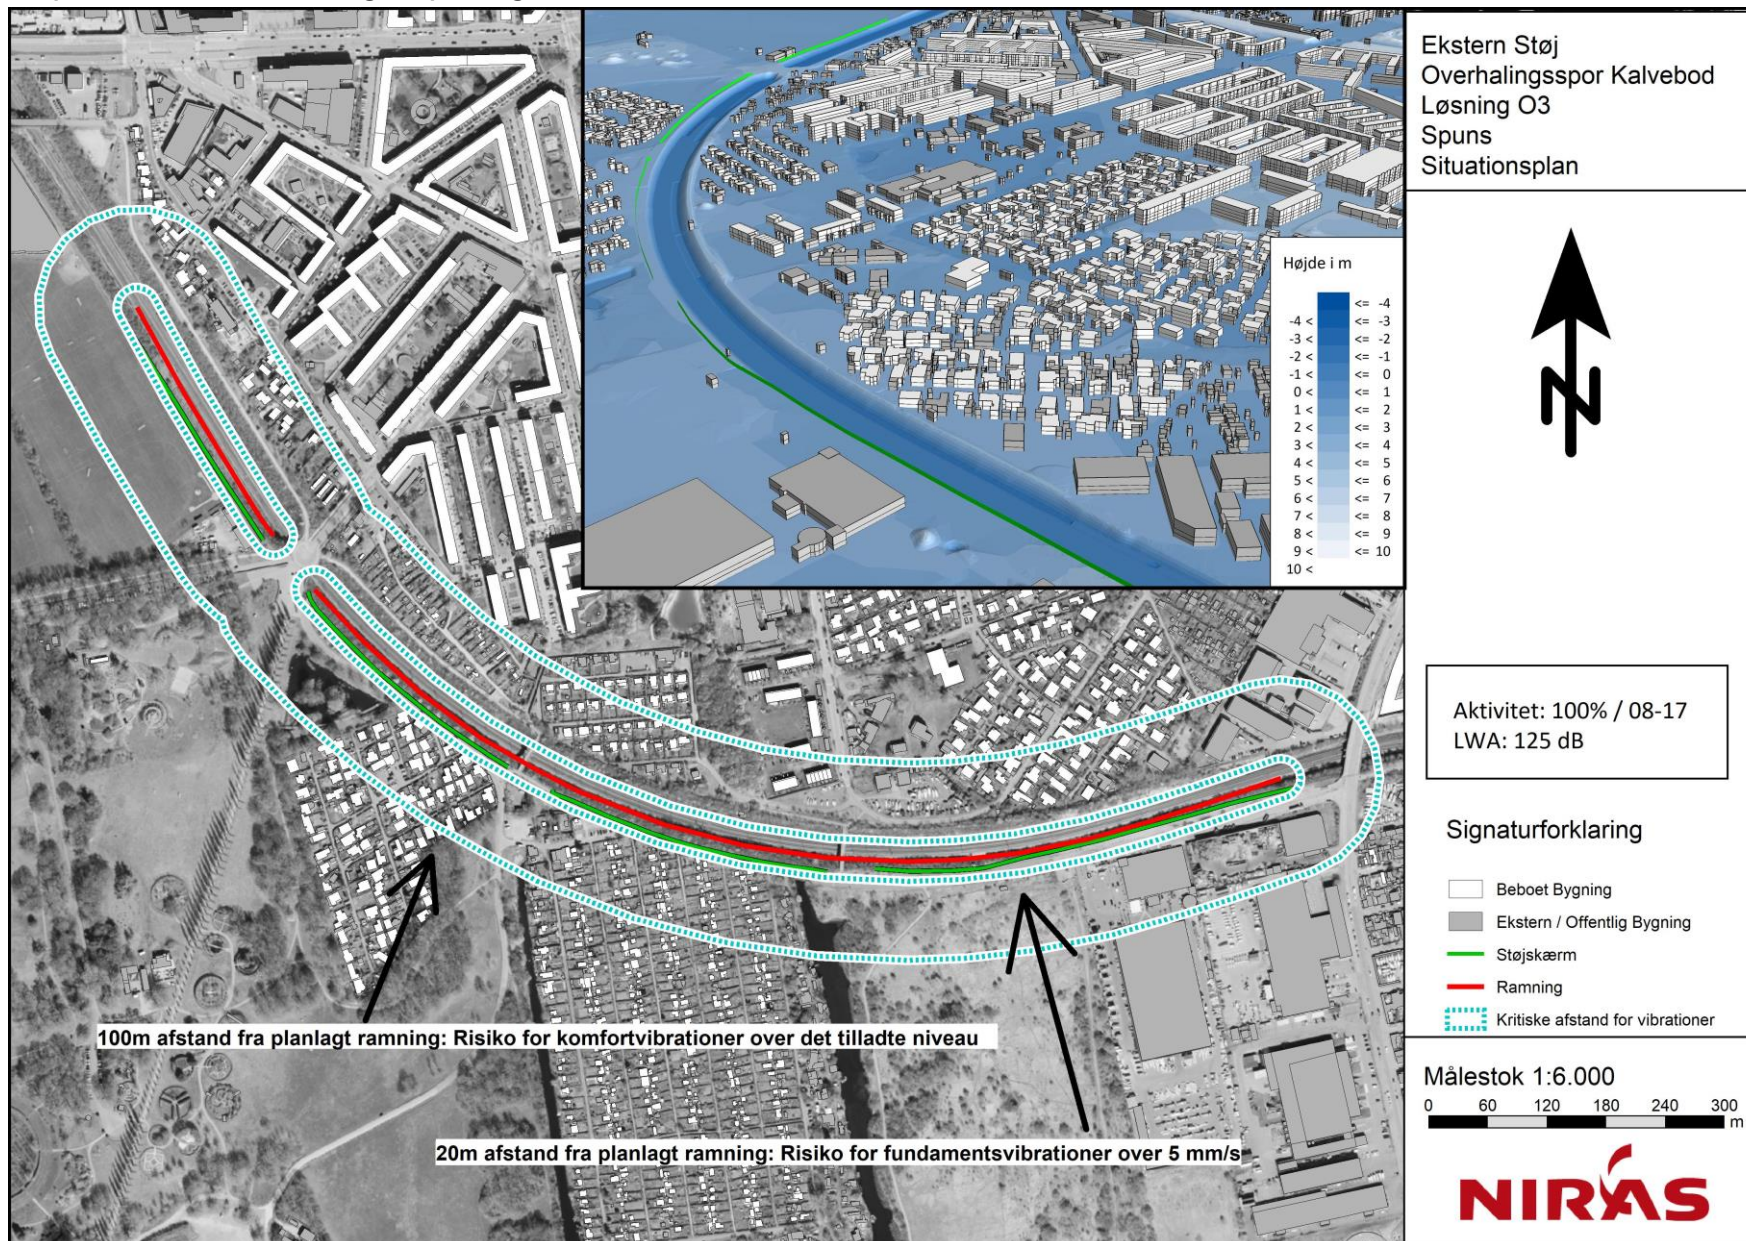 Ekstern Støj
Overhalingsspor Kalvebod
Løsning O3
Spuns
Situationsplan
Højde i m
<= -4
-4 < <= -3
-3 < <= -2
-2 < <= -1
-1 < <= 0
0 < <= 1
1 < <= 2
2 < <= 3
3 < <= 4
4 < <= 5
5 < <= 6
6 < <= 7
7 < <= 8
8 < <= 9
9 < <= 10
10 <
N
Aktivitet: 100% / 08-17
LWA: 125 dB
Signaturforklaring
Beboet Bygning
Ekstern / Offentlig Bygning
Støjskærm
Ramning
Kritiske afstand for vibrationer
100m afstand fra planlagt ramning: Risiko for komfortvibrationer over det tilladte niveau
20m afstand fra planlagt ramning: Risiko for fundamentsvibrationer over 5 mm/s
Målestok 1:6.000
0 60 120 180 240 300
m
NIRAS